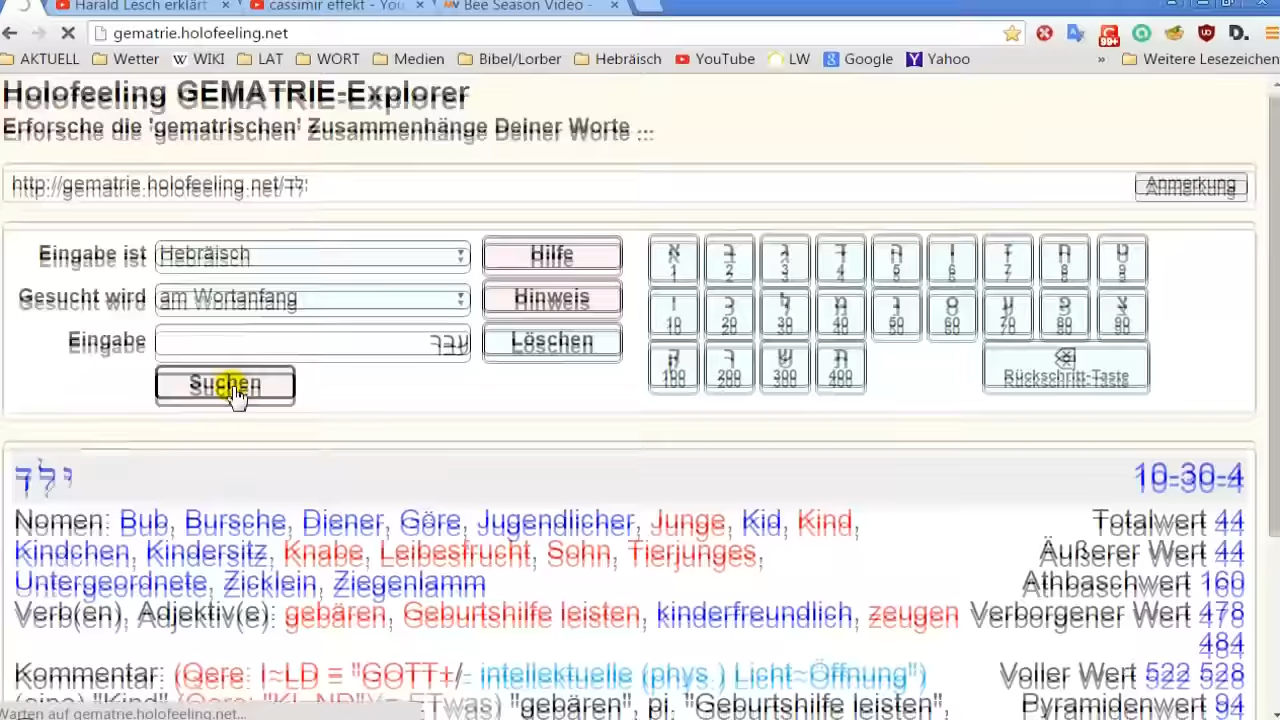 Harald Lesch erklärt × cassimir effekt - You × Bee Season Video - ×
gematrie.holofeeling.net
AKTUELL Wetter WIKI LAT WORT Medien Bibel/Lorber Hebräisch YouTube LW Google Yahoo » Weitere Lesezeichen
Holofeeling GEMATRIE-Explorer
Erforsche die 'gematrischen' Zusammenhänge Deiner Worte ...
http://gematrie.holofeeling.net/ילד Anmerkung
Eingabe ist Hebräisch Hilfe
Gesucht wird am Wortanfang Hinweis
Eingabe עבר Löschen
Suchen
א ב ג ד ה ו ז ח ט
1 2 3 4 5 6 7 8 9
י כ ל מ נ ס ע פ צ
10 20 30 40 50 60 70 80 90
ק ר ש ת
100 200 300 400 Rückschritt-Taste
ילד 10-30-4
Nomen: Bub, Bursche, Diener, Göre, Jugendlicher, Junge, Kid, Kind, Totalwert 44
Kindchen, Kindersitz, Knabe, Leibesfrucht, Sohn, Tierjunges, Äußerer Wert 44
Untergeordnete, Zicklein, Ziegenlamm Athbaschwert 160
Verb(en), Adjektiv(e): gebären, Geburtshilfe leisten, kinderfreundlich, zeugen Verborgener Wert 478
484
Kommentar: (Qere: I~LD = "GOTT+/- intellektuelle (phys.) Licht~Öffnung") Voller Wert 522 528
(eine) "Kind" (Qere: "KI~ND" = ETwas) "gebären", pi. "Geburtshilfe leisten", Pyramidenwert 94
Warten auf gematrie.holofeeling.net...